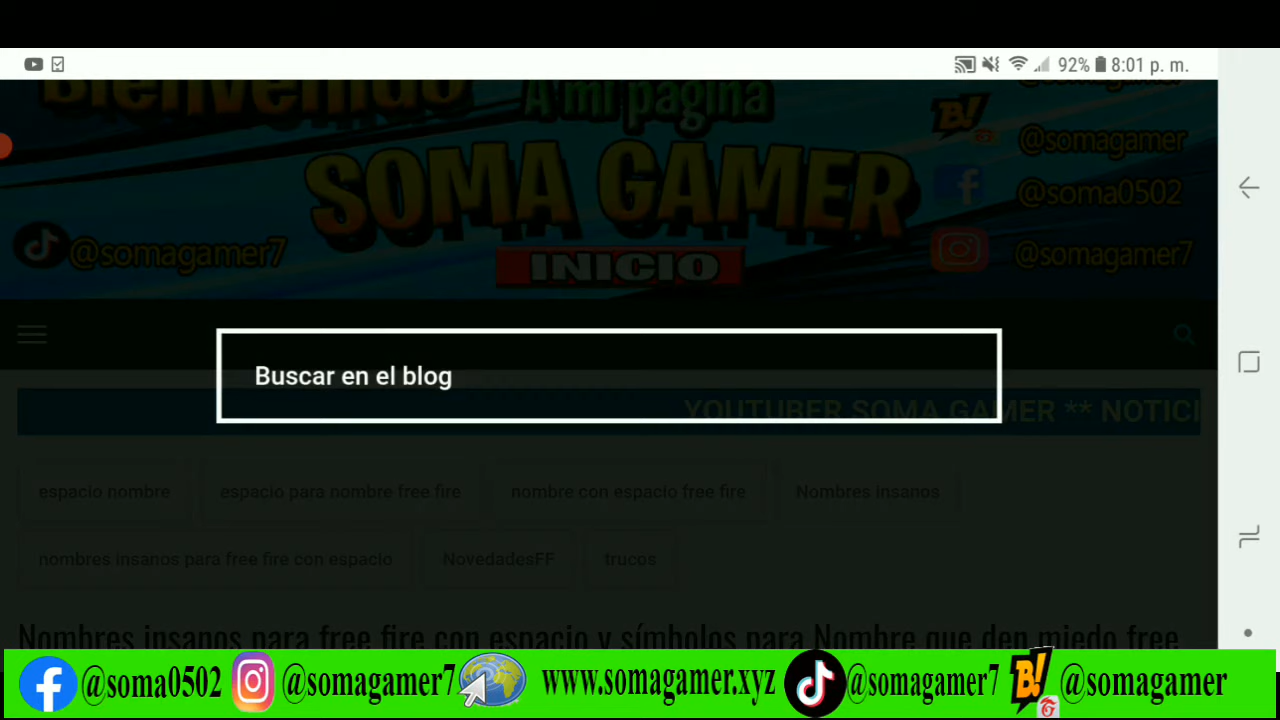 92% 8:01 p. m.
Bienvenido A mi pagina
@somagamer
SOMA GAMER
@soma0502
@somagamer7
@somagamer7
INICIO
Buscar en el blog
YOUTUBER SOMA GAMER ** NOTICI
espacio nombre espacio para nombre free fire nombre con espacio free fire Nombres insanos
nombres insanos para free fire con espacio NovedadesFF trucos
Nombres insanos para free fire con espacio y símbolos para Nombre que den miedo free
@soma0502 @somagamer7 www.somagamer.xyz @somagamer7 B! @somagamer